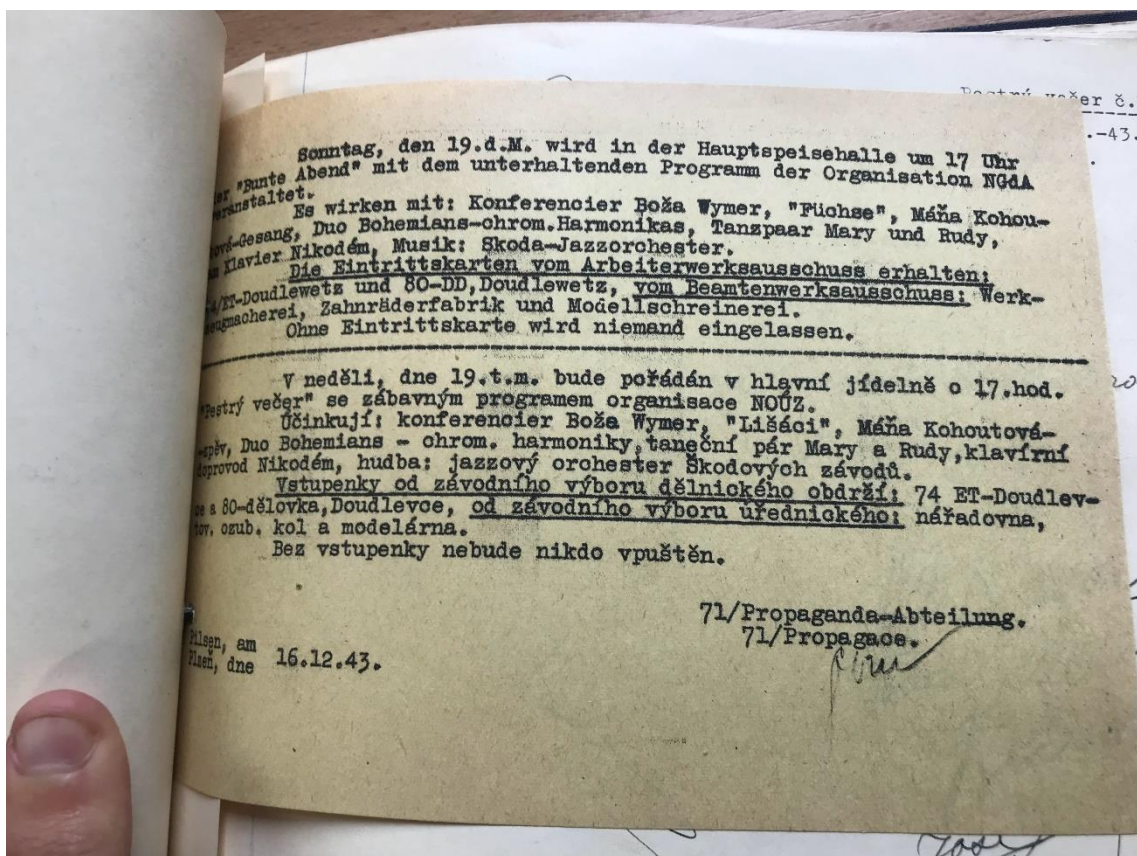 Pestrý večer č.
.-43.
Sonntag, den 19.d.M. wird in der Hauptspeisehalle um 17 Uhr
der "Bunte Abend" mit dem unterhaltenden Programm der Organisation NGdA
veranstaltet.
Es wirken mit: Konferencier Boža Wymer, "Füchse", Máňa Kohou-
tová-Gesang, Duo Bohemians-chrom.Harmonikas, Tanzpaar Mary und Rudy,
am Klavier Nikodém, Musik: Skoda-Jazzorchester.
Die Eintrittskarten vom Arbeiterwerksausschuss erhalten:
74/ET-Doudlewetz und 80-DD,Doudlewetz, vom Beamtenwerksausschuss: Werk-
zeugmacherei, Zahnräderfabrik und Modellschreinerei.
Ohne Eintrittskarte wird niemand eingelassen.
V neděli, dne 19.t.m. bude pořádán v hlavní jídelně o 17.hod.
"Pestrý večer" se zábavným programem organisace NOÚZ.
Účinkují: konferencier Boža Wymer, "Lišáci", Máňa Kohoutová-
-zpěv, Duo Bohemians - chrom. harmoniky,taneční pár Mary a Rudy,klavírní
doprovod Nikodém, hudba: jazzový orchester Škodových závodů.
Vstupenky od závodního výboru dělnického obdrží: 74 ET-Doudlev-
ce a 80-dělovka,Doudlevce, od závodního výboru úřednického: nářadovna,
tov. ozub. kol a modelárna.
Bez vstupenky nebude nikdo vpuštěn.
71/Propaganda-Abteilung.
71/Propagace.
Pilsen, am
Plzeň, dne 16.12.43.